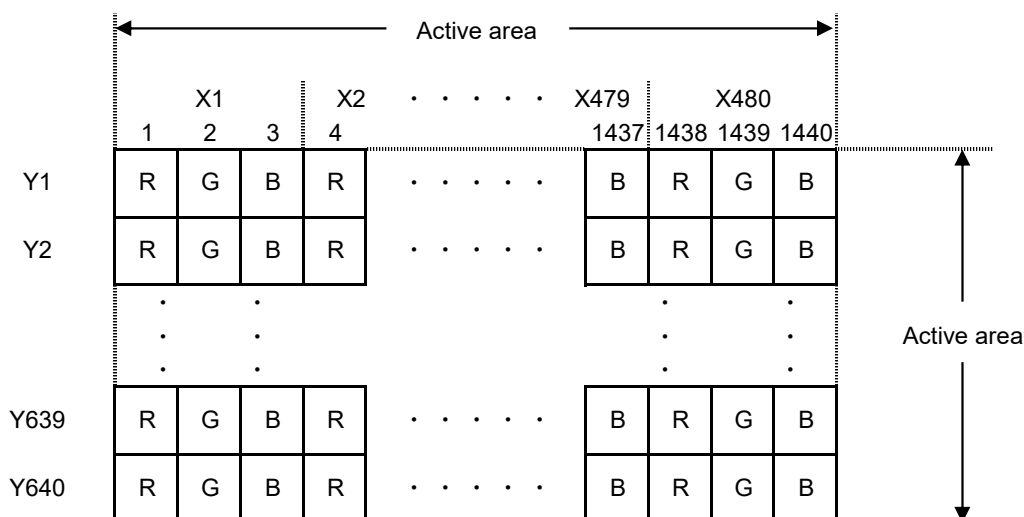 Active area
X1 X2 · · · · · X479 X480
1 2 3 4 1437 1438 1439 1440
Y1 R G B R · · · · · B R G B
Y2 R G B R · · · · · B R G B
· · · ·
· · · ·
Active area
· · · ·
Y639 R G B R · · · · · B R G B
Y640 R G B R · · · · · B R G B